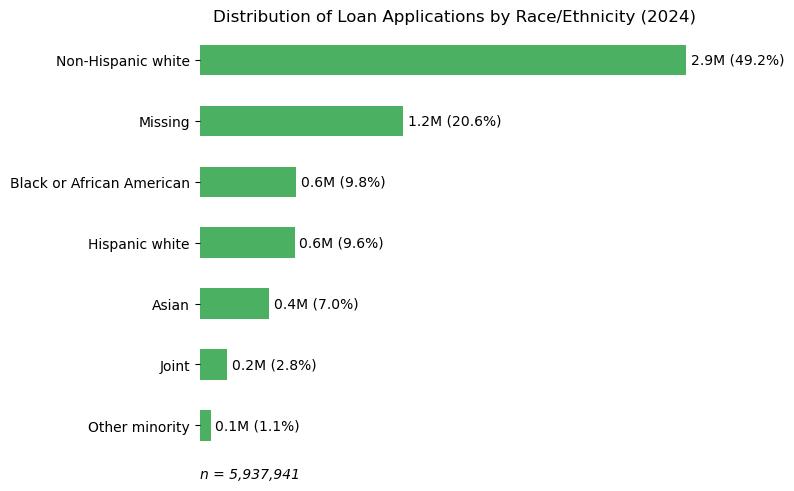 Distribution of Loan Applications by Race/Ethnicity (2024)
Non-Hispanic white 2.9M (49.2%)
Missing 1.2M (20.6%)
Black or African American 0.6M (9.8%)
Hispanic white 0.6M (9.6%)
Asian 0.4M (7.0%)
Joint 0.2M (2.8%)
Other minority 0.1M (1.1%)
n = 5,937,941